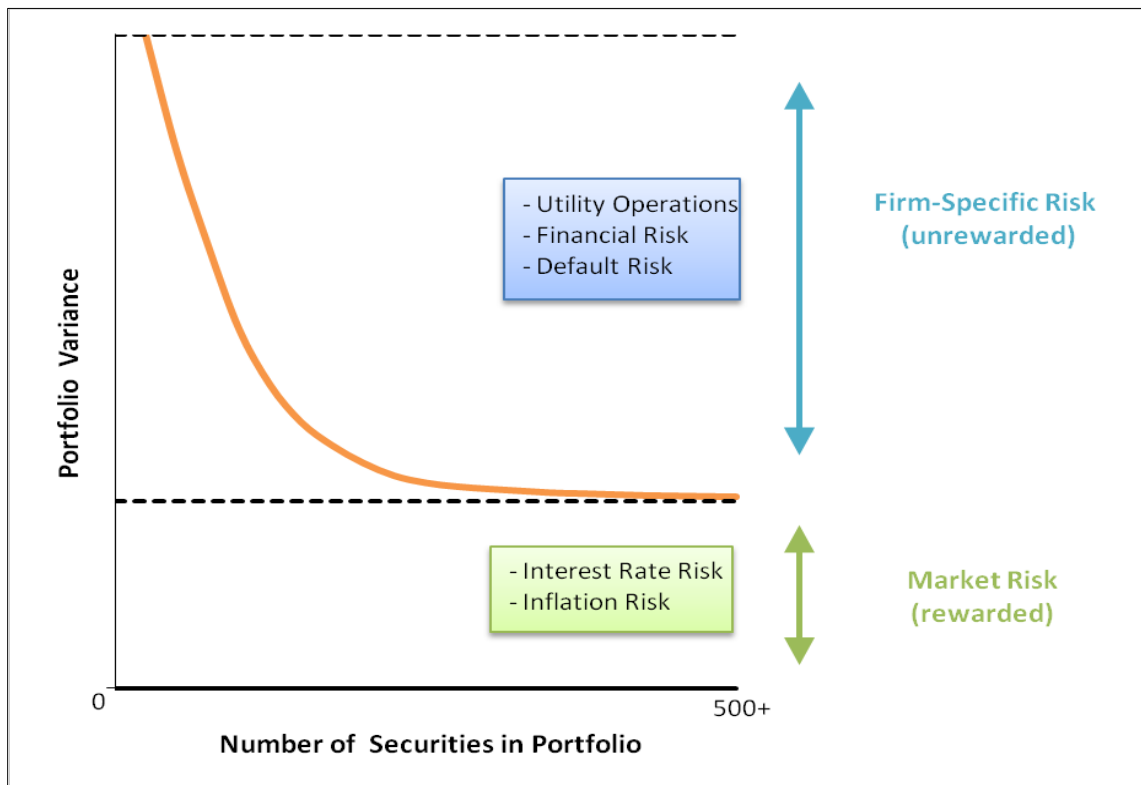 Portfolio Variance
- Utility Operations
- Financial Risk
- Default Risk
Firm-Specific Risk
(unrewarded)
- Interest Rate Risk
- Inflation Risk
Market Risk
(rewarded)
0
500+
Number of Securities in Portfolio